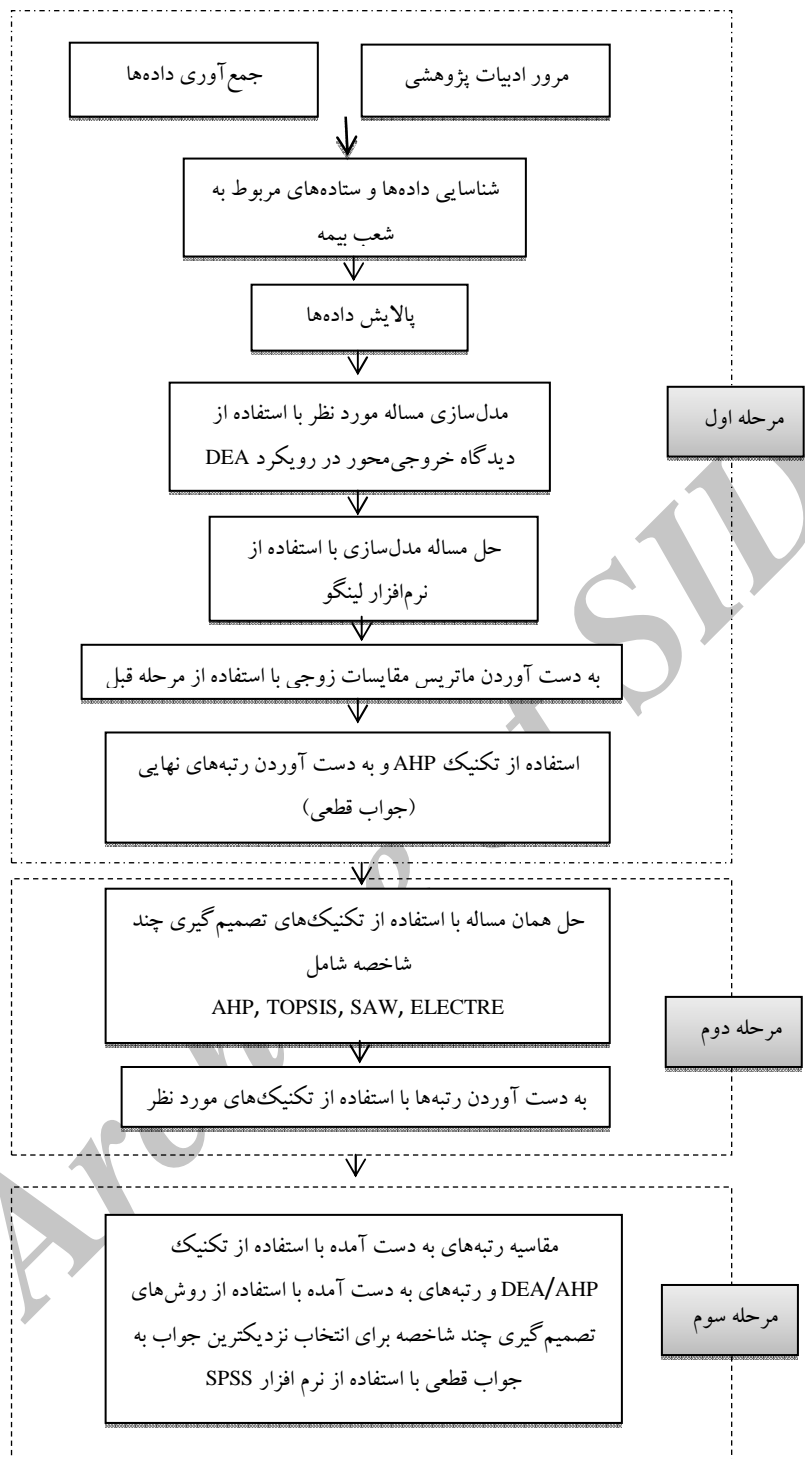 مرور ادبیات پژوهشی
جمع‌آوری داده‌ها
شناسایی داده‌ها و ستاده‌های مربوط به
شعب بیمه
پالایش داده‌ها
مدل‌سازی مساله مورد نظر با استفاده از
دیدگاه خروجی‌محور در رویکرد DEA
مرحله اول
حل مساله مدل‌سازی با استفاده از
نرم‌افزار لینگو
به دست آوردن ماتریس مقایسات زوجی با استفاده از مرحله قبل
استفاده از تکنیک AHP و به دست آوردن رتبه‌های نهایی
(جواب قطعی)
حل همان مساله با استفاده از تکنیک‌های تصمیم‌گیری چند
شاخصه شامل
AHP, TOPSIS, SAW, ELECTRE
مرحله دوم
به دست آوردن رتبه‌ها با استفاده از تکنیک‌های مورد نظر
مقاسیه رتبه‌های به دست آمده با استفاده از تکنیک
DEA/AHP و رتبه‌های به دست آمده با استفاده از روش‌های
تصمیم‌گیری چند شاخصه برای انتخاب نزدیکترین جواب به
جواب قطعی با استفاده از نرم افزار SPSS
مرحله سوم
Archive of SID